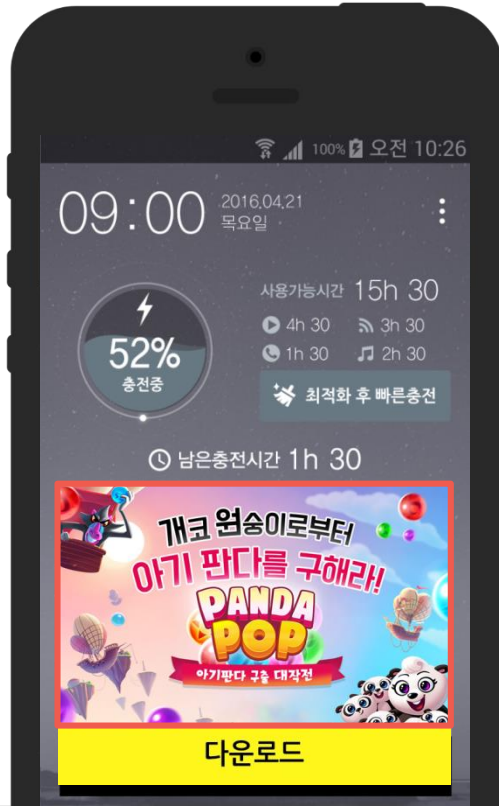 100% 오전 10:26
09:00
2016.04.21
목요일
사용가능시간 15h 30
4h 30 3h 30
1h 30 2h 30
52%
충전중
최적화 후 빠른충전
남은충전시간 1h 30
개코 원숭이로부터
아기 판다를 구해라!
PANDA
POP
아기판다 구출 대작전
다운로드